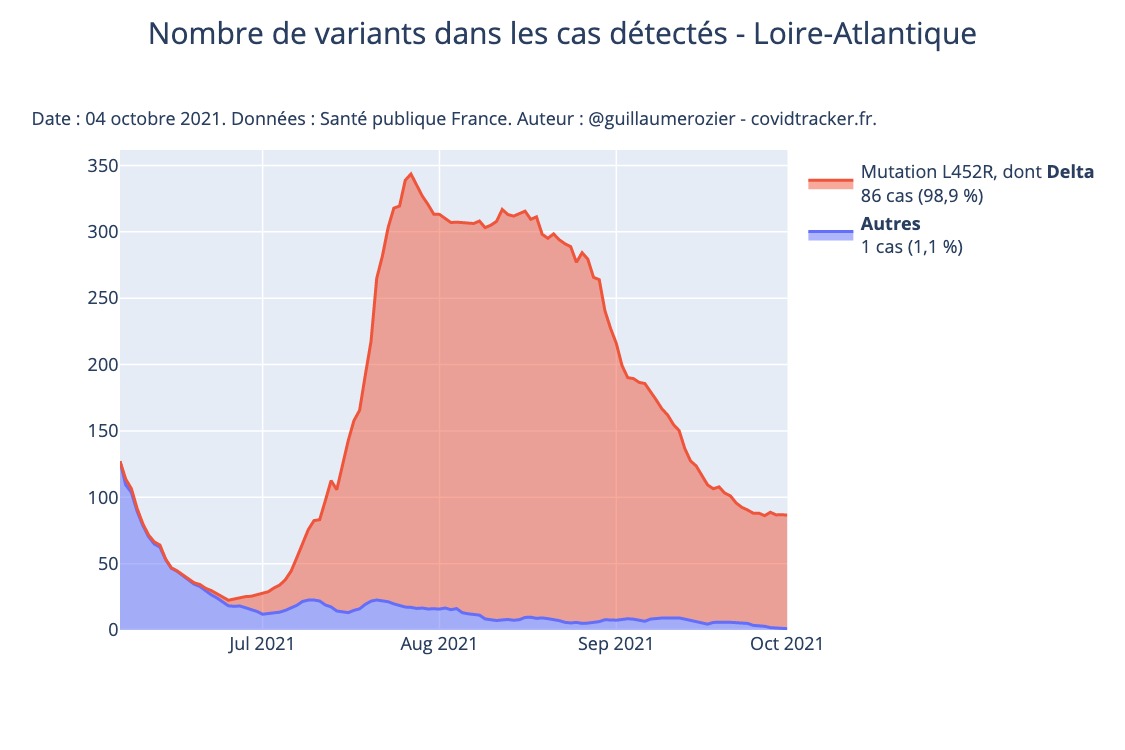 Nombre de variants dans les cas détectés - Loire-Atlantique
Date : 04 octobre 2021. Données : Santé publique France. Auteur : @guillaumerozier - covidtracker.fr.
350
300
250
200
150
100
50
0
Jul 2021
Aug 2021
Sep 2021
Oct 2021
Mutation L452R, dont Delta
86 cas (98,9 %)
Autres
1 cas (1,1 %)